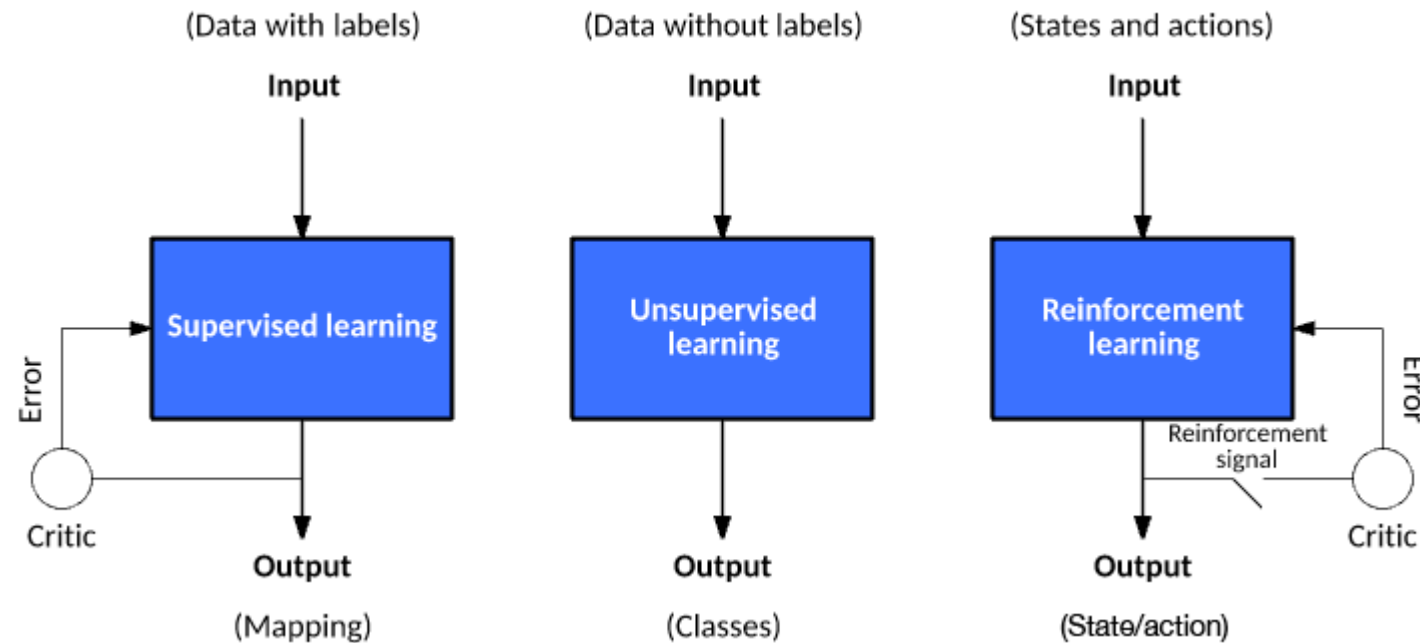 (Data with labels)
Input
Supervised learning
Error
Critic
Output
(Mapping)
(Data without labels)
Input
Unsupervised
learning
Output
(Classes)
(States and actions)
Input
Reinforcement
learning
Reinforcement
signal
Error
Critic
Output
(State/action)